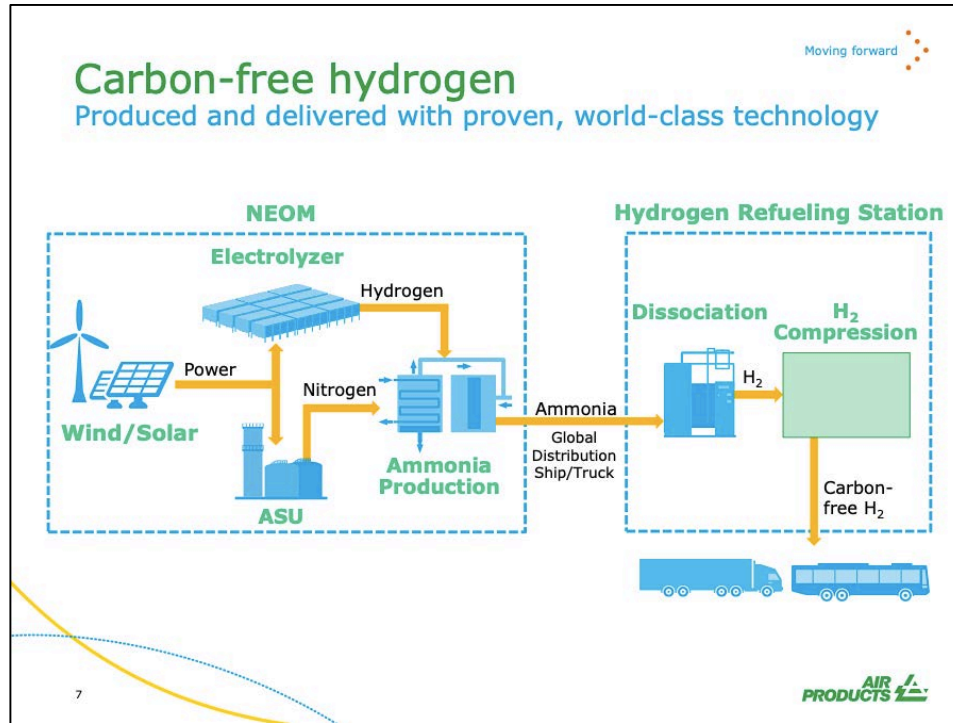 Moving forward
Carbon-free hydrogen
Produced and delivered with proven, world-class technology
NEOM
Electrolyzer
Hydrogen
Power
Nitrogen
Wind/Solar
ASU
Ammonia
Production
Ammonia
Global
Distribution
Ship/Truck
Hydrogen Refueling Station
Dissociation
H₂
Compression
H₂
Carbon-
free H₂
7
AIR
PRODUCTS